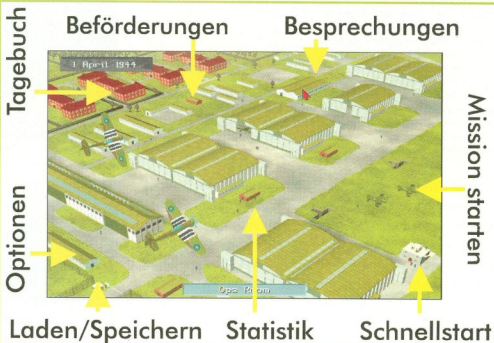 Beförderungen Besprechungen
Tagebuch
1 April 1944
Mission starten
Optionen
Ops Room
Laden/Speichern Statistik Schnellstart